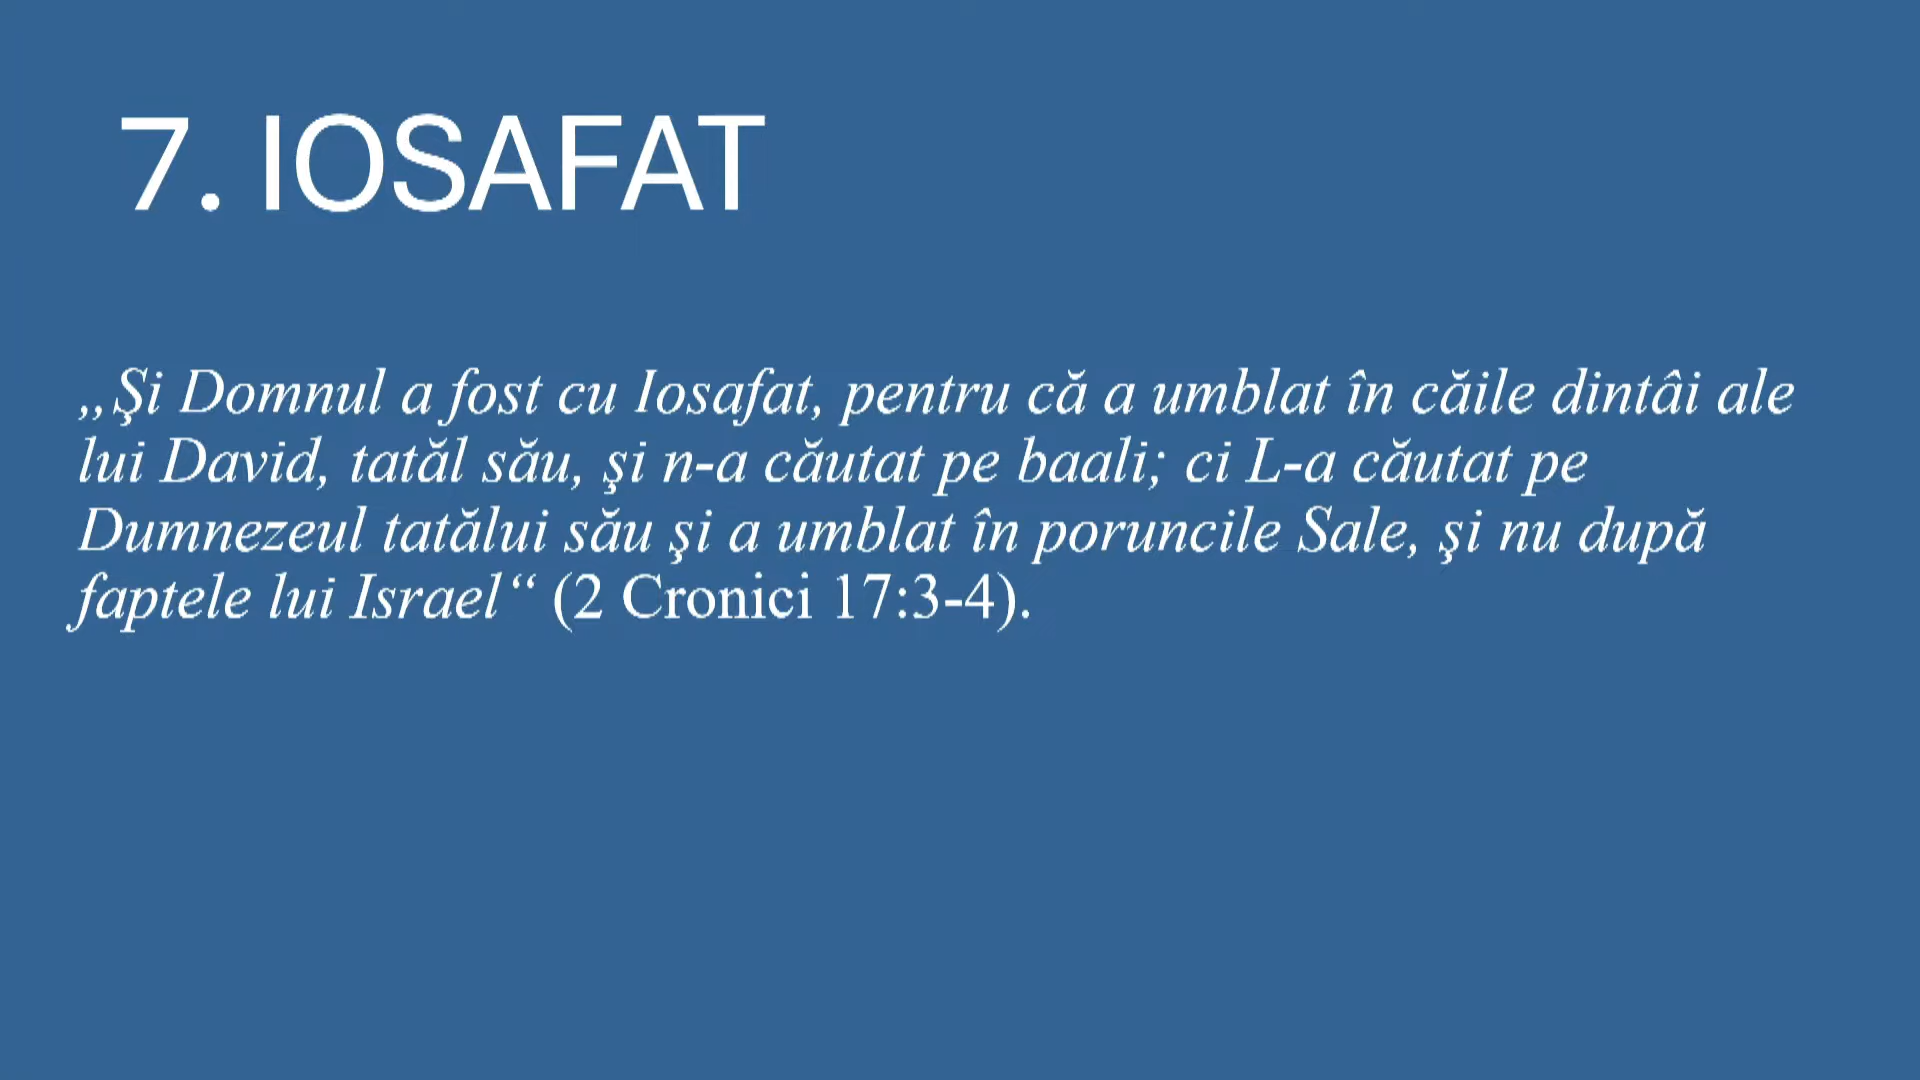 7. IOSAFAT
„Şi Domnul a fost cu Iosafat, pentru că a umblat în căile dintâi ale
lui David, tatăl său, şi n-a căutat pe baali; ci L-a căutat pe
Dumnezeul tatălui său şi a umblat în poruncile Sale, şi nu după
faptele lui Israel“ (2 Cronici 17:3-4).